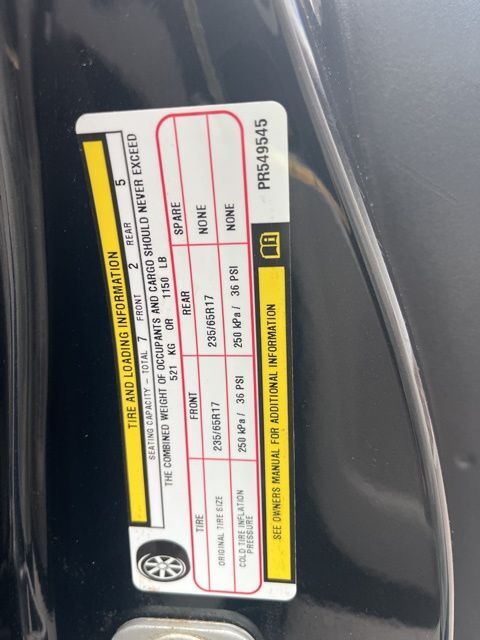 TIRE AND LOADING INFORMATION
SEATING CAPACITY - TOTAL 7 FRONT 2 REAR 5
THE COMBINED WEIGHT OF OCCUPANTS AND CARGO SHOULD NEVER EXCEED
521 KG OR 1150 LB
TIRE FRONT REAR SPARE
ORIGINAL TIRE SIZE 235/65R17 235/65R17 NONE
COLD TIRE INFLATION PRESSURE 250 kPa / 36 PSI 250 kPa / 36 PSI NONE
SEE OWNERS MANUAL FOR ADDITIONAL INFORMATION
PR549545